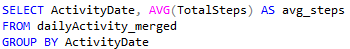 SELECT ActivityDate, AVG(TotalSteps) AS avg_steps
FROM dailyActivity_merged
GROUP BY ActivityDate